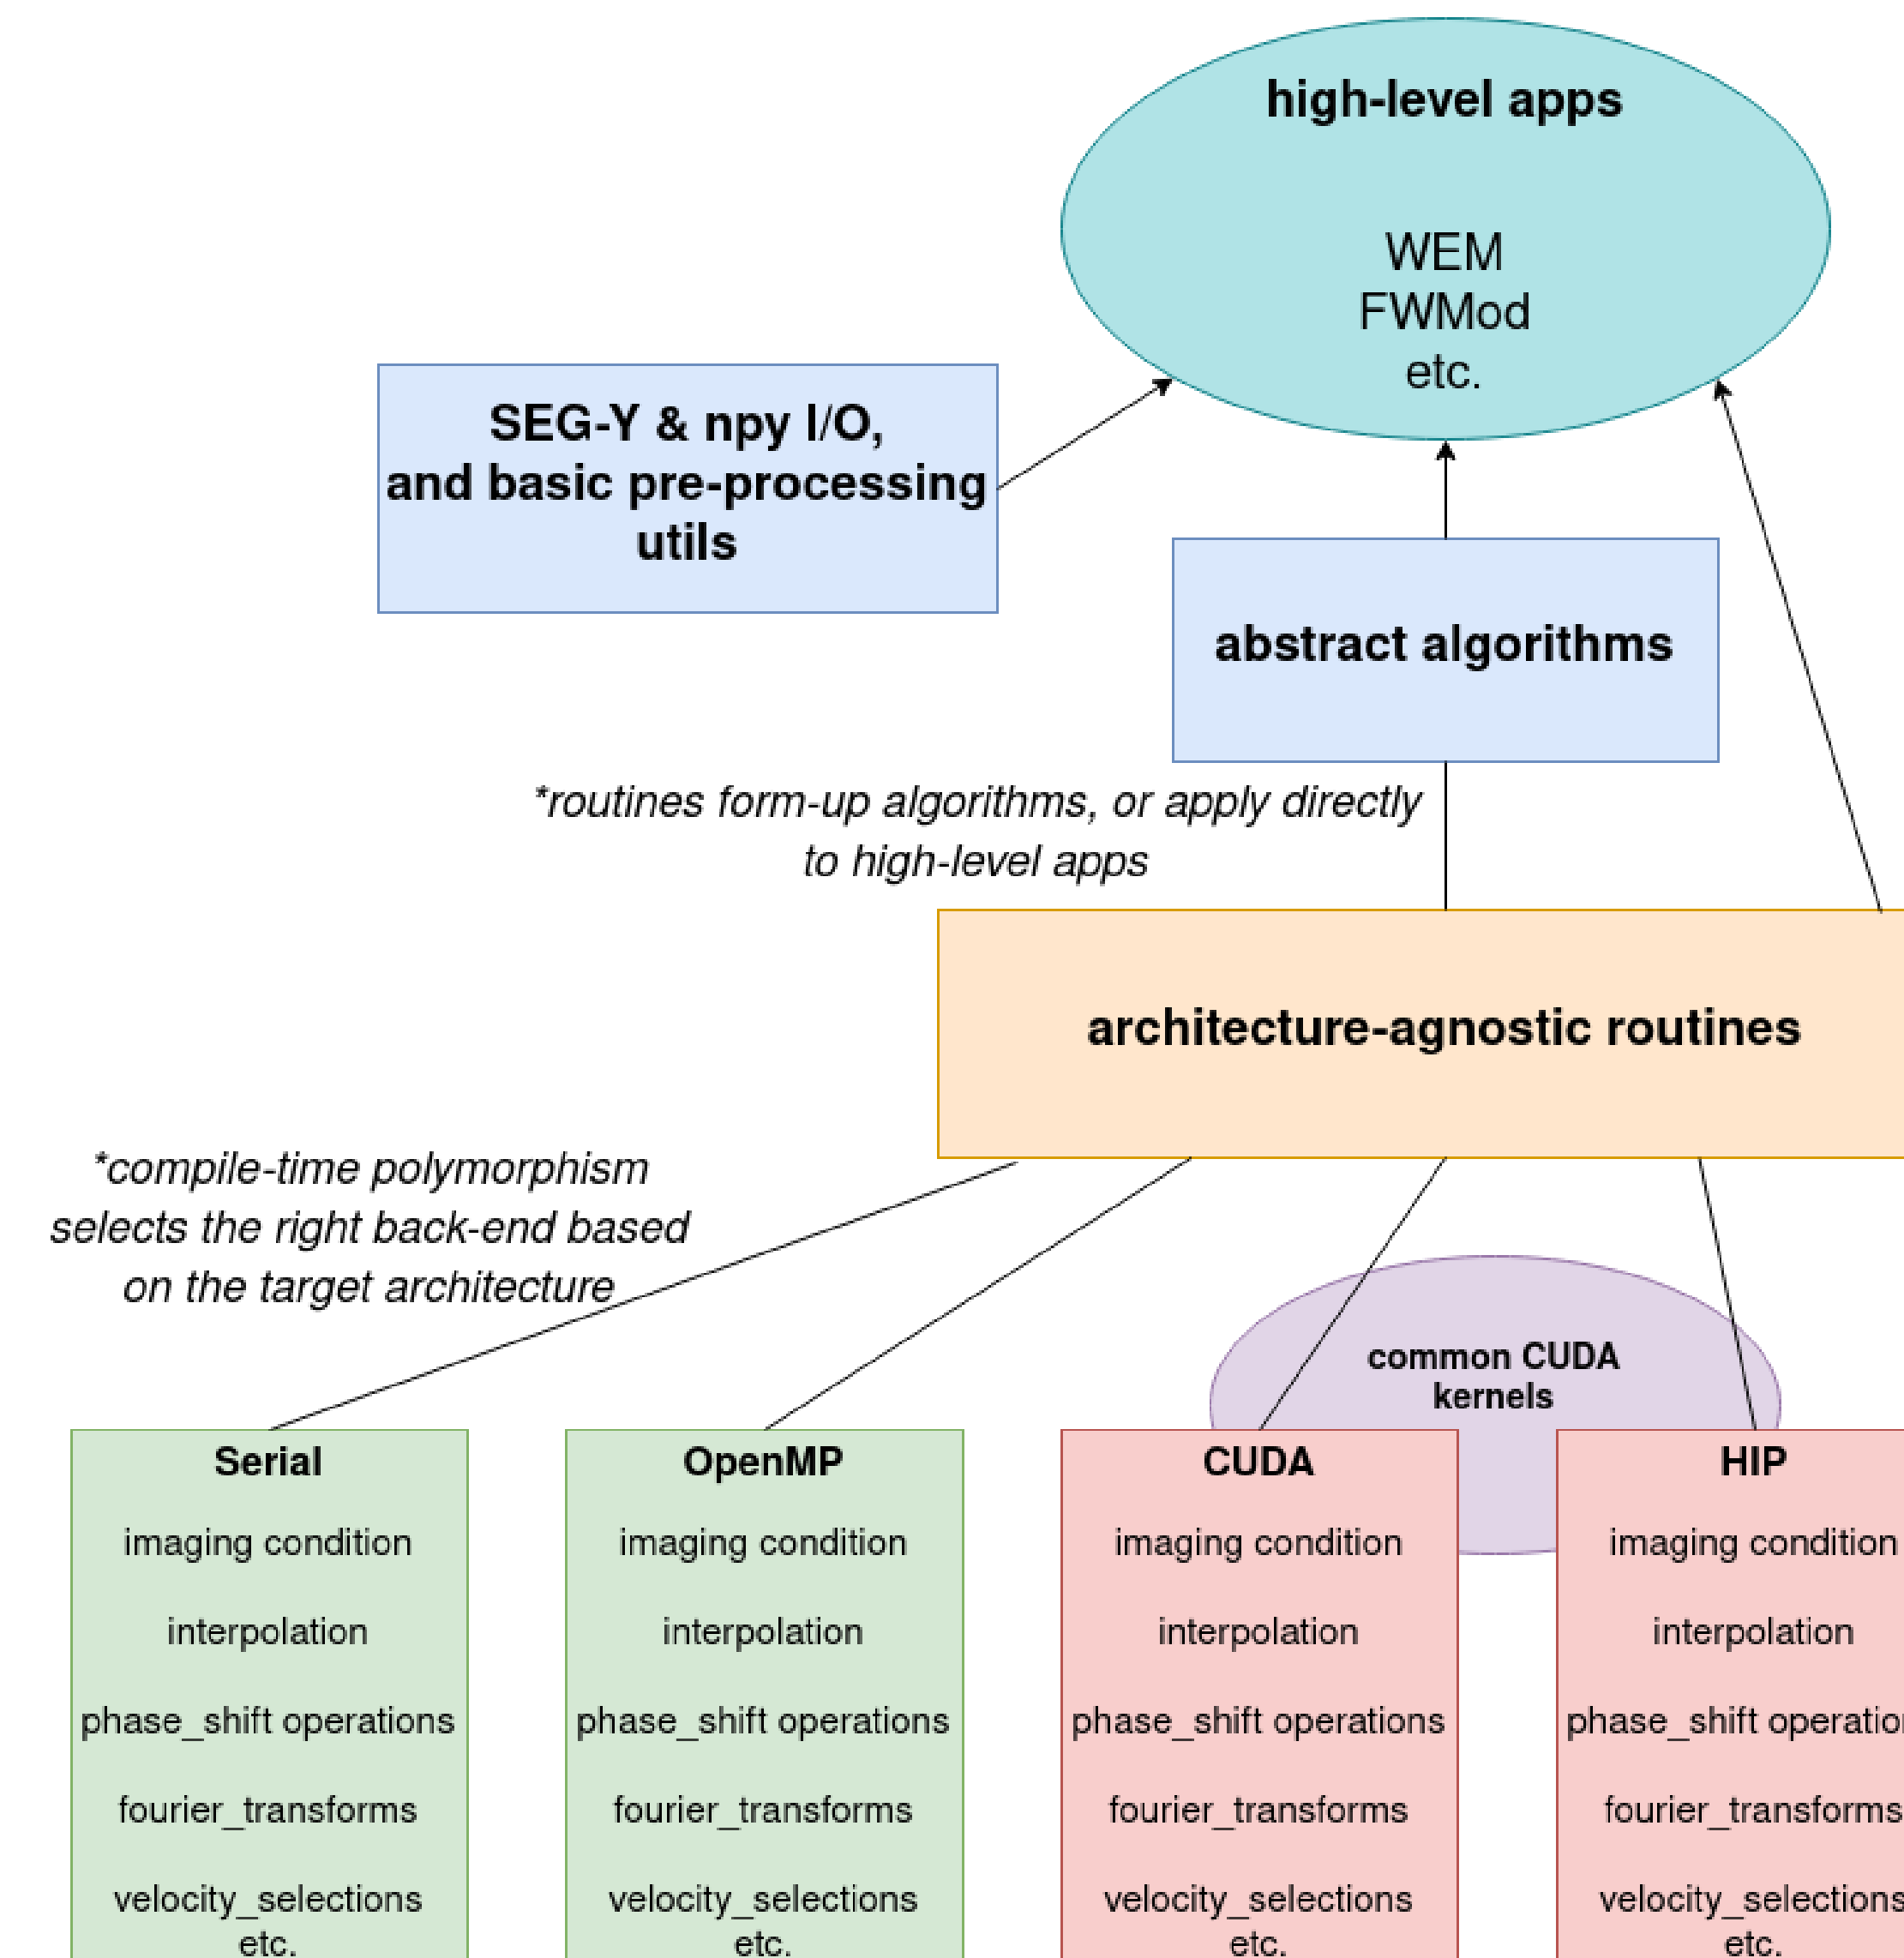 high-level apps
WEM
FWMod
etc.
SEG-Y & npy I/O,
and basic pre-processing
utils
abstract algorithms
*routines form-up algorithms, or apply directly
to high-level apps
architecture-agnostic routines
*compile-time polymorphism
selects the right back-end based
on the target architecture
common CUDA
kernels
Serial
imaging condition
interpolation
phase_shift operations
fourier_transforms
velocity_selections
etc.
OpenMP
imaging condition
interpolation
phase_shift operations
fourier_transforms
velocity_selections
etc.
CUDA
imaging condition
interpolation
phase_shift operations
fourier_transforms
velocity_selections
etc.
HIP
imaging condition
interpolation
phase_shift
fourier_transforms
velocity_selections
etc.